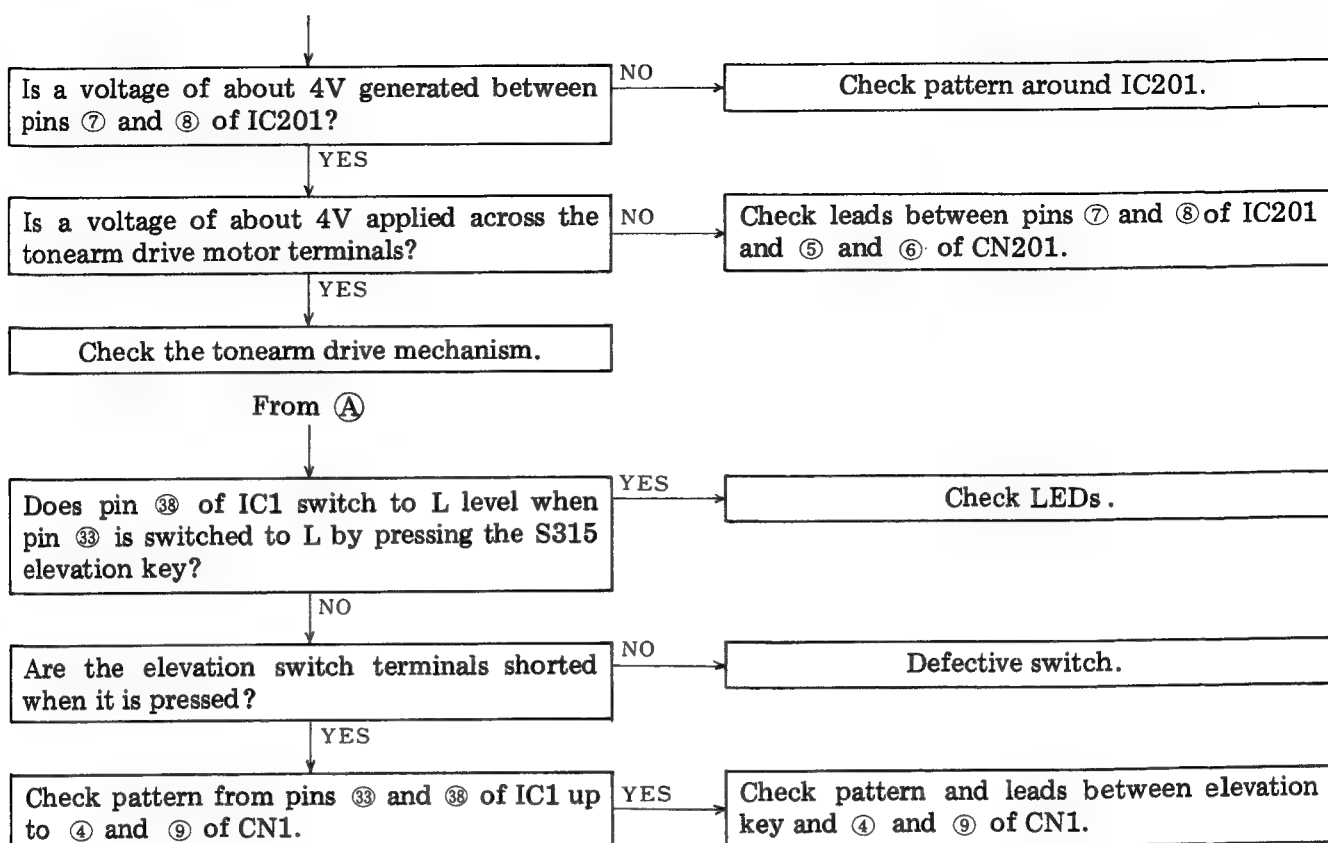 Is a voltage of about 4V generated between
pins ⑦ and ⑧ of IC201?
NO
Check pattern around IC201.
YES
Is a voltage of about 4V applied across the
tonearm drive motor terminals?
NO
Check leads between pins ⑦ and ⑧ of IC201
and ⑤ and ⑥ of CN201.
YES
Check the tonearm drive mechanism.
From Ⓐ
Does pin ㊳ of IC1 switch to L level when
pin ㉝ is switched to L by pressing the S315
elevation key?
YES
Check LEDs.
NO
Are the elevation switch terminals shorted
when it is pressed?
NO
Defective switch.
YES
Check pattern from pins ㉝ and ㊳ of IC1 up
to ④ and ⑨ of CN1.
YES
Check pattern and leads between elevation
key and ④ and ⑨ of CN1.